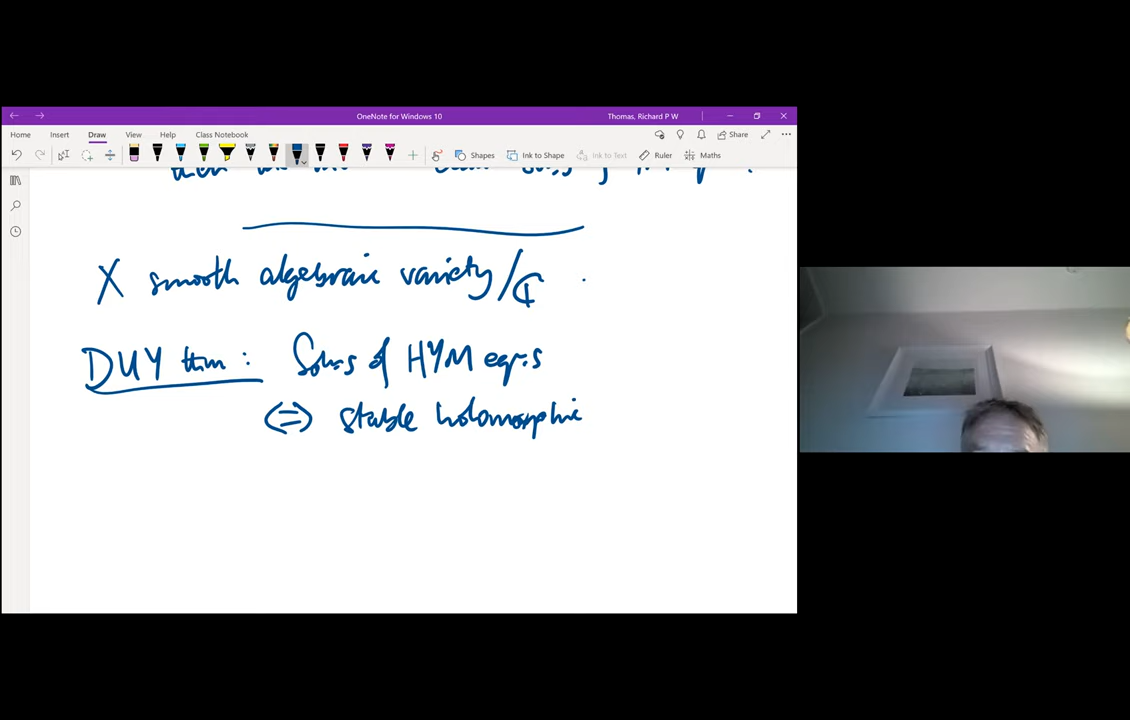 OneNote for Windows 10
Thomas, Richard P W
Home Insert Draw View Help Class Notebook
Share
Shapes Ink to Shape Ink to Text Ruler Maths
X smooth algebraic variety/ℂ.
DUY thm: Solns of HYM eqns
⇔ stable holomorphic